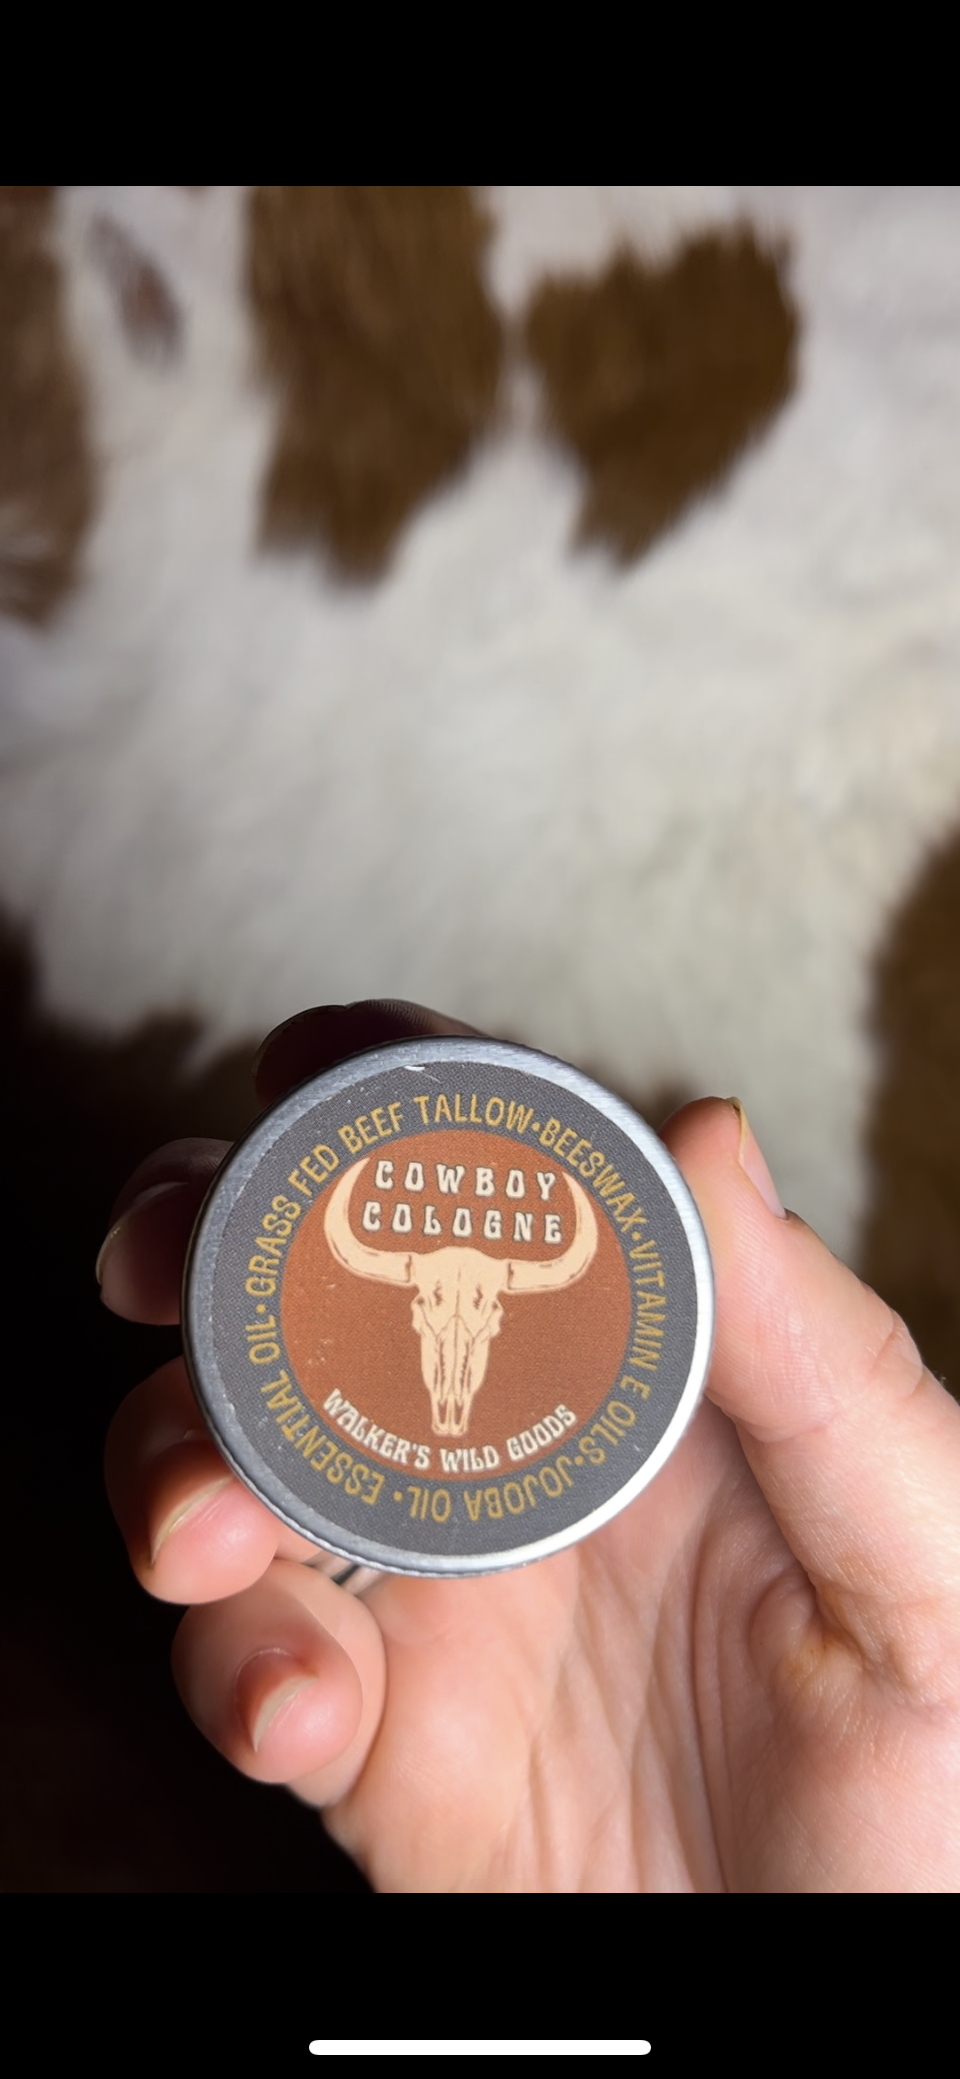 COWBOY
COLOGNE
WALKER'S WILD GOODS
GRASS FED BEEF TALLOW•BEESWAX•VITAMIN E OILS•JOJOBA OIL•ESSENTIAL OIL•